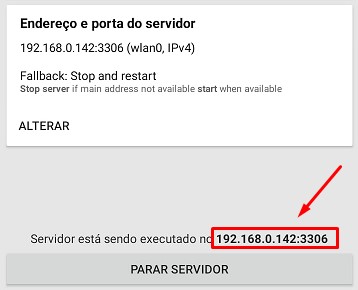 Endereço e porta do servidor
192.168.0.142:3306 (wlan0, IPv4)
Fallback: Stop and restart
Stop server if main address not available start when available
ALTERAR
Servidor está sendo executado no 192.168.0.142:3306
PARAR SERVIDOR